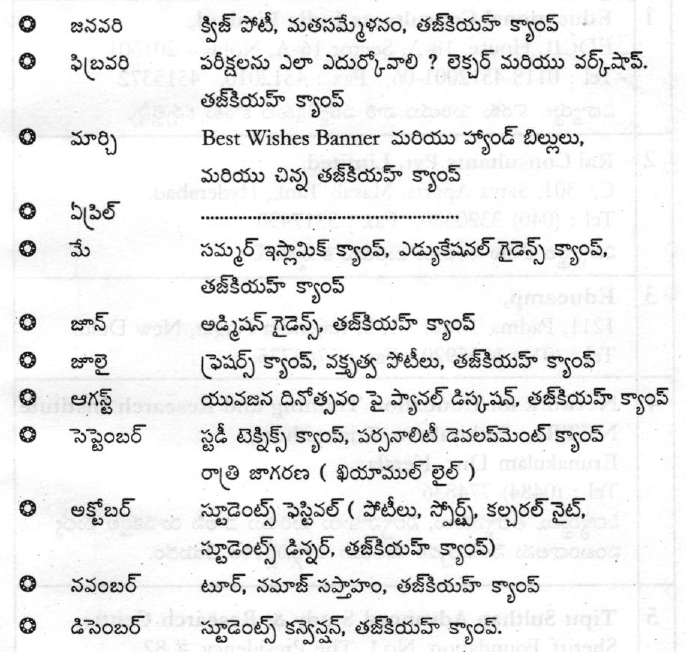 జనవరి క్విజ్ పోటీ, మతసమ్మేళనం, తజ్‌కియహ్ క్యాంప్
ఫిబ్రవరి పరీక్షలను ఎలా ఎదుర్కోవాలి ? లెక్చర్ మరియు వర్క్‌షావ్.
తజ్‌కియహ్ క్యాంప్
మార్చి Best Wishes Banner మరియు హ్యాండ్ బిల్లులు,
మరియు చిన్న తజ్‌కియహ్ క్యాంప్
ఏప్రిల్ ..............................................
మే సమ్మర్ ఇస్లామిక్ క్యాంప్, ఎడ్యుకేషనల్ గైడెన్స్ క్యాంప్,
తజ్‌కియహ్ క్యాంప్
జూన్ అడ్మిషన్ గైడెన్స్, తజ్‌కియహ్ క్యాంప్
జూలై ఫ్రెషర్స్ క్యాంప్, వక్తృత్వ పోటీలు, తజ్‌కియహ్ క్యాంప్
ఆగస్ట్ యువజన దినోత్సవం పై ప్యానల్ డిస్కషన్, తజ్‌కియహ్ క్యాంప్
సెప్టెంబర్ స్టడీ టెక్నిక్స్ క్యాంప్, పర్సనాలిటీ డెవలప్‌మెంట్ క్యాంప్
రాత్రి జాగరణ ( ఖియాముల్ లైల్ )
అక్టోబర్ స్టూడెంట్స్ ఫెస్టివల్ ( పోటీలు, స్పోర్ట్స్, కల్చరల్ నైట్,
స్టూడెంట్స్ డిన్నర్, తజ్‌కియహ్ క్యాంప్)
నవంబర్ టూర్, నమాజ్ సప్తాహం, తజ్‌కియహ్ క్యాంప్
డిసెంబర్ స్టూడెంట్స్ కన్వెన్షన్, తజ్‌కియహ్ క్యాంప్.